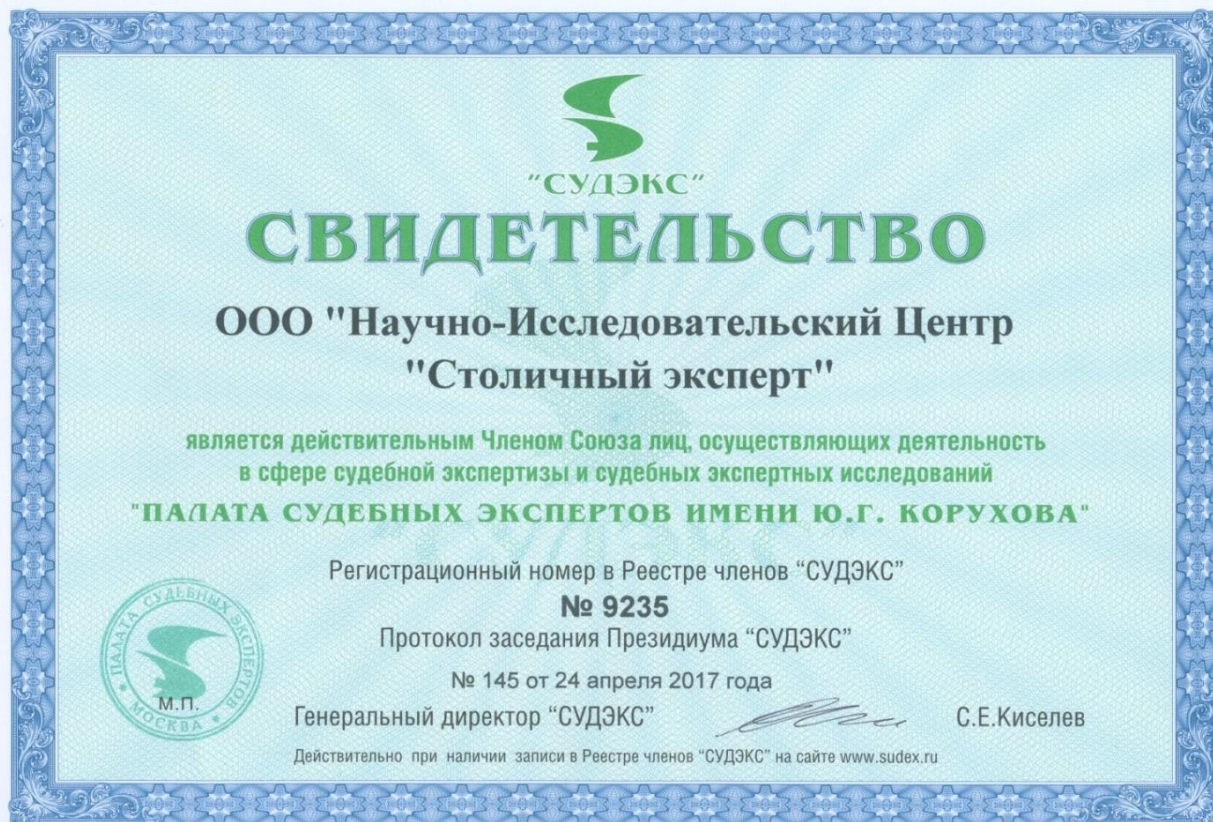 "СУДЭКС"
СВИДЕТЕЛЬСТВО
ООО "Научно-Исследовательский Центр
"Столичный эксперт"
является действительным Членом Союза лиц, осуществляющих деятельность
в сфере судебной экспертизы и судебных экспертных исследований
"ПАЛАТА СУДЕБНЫХ ЭКСПЕРТОВ ИМЕНИ Ю.Г. КОРУХОВА"
Регистрационный номер в Реестре членов “СУДЭКС”
№ 9235
Протокол заседания Президиума “СУДЭКС”
№ 145 от 24 апреля 2017 года
ПАЛАТА СУДЕБНЫХ ЭКСПЕРТОВ
МОСКВА
М.П.
Генеральный директор “СУДЭКС”
С.Е.Киселев
Действительно при наличии записи в Реестре членов “СУДЭКС” на сайте www.sudex.ru